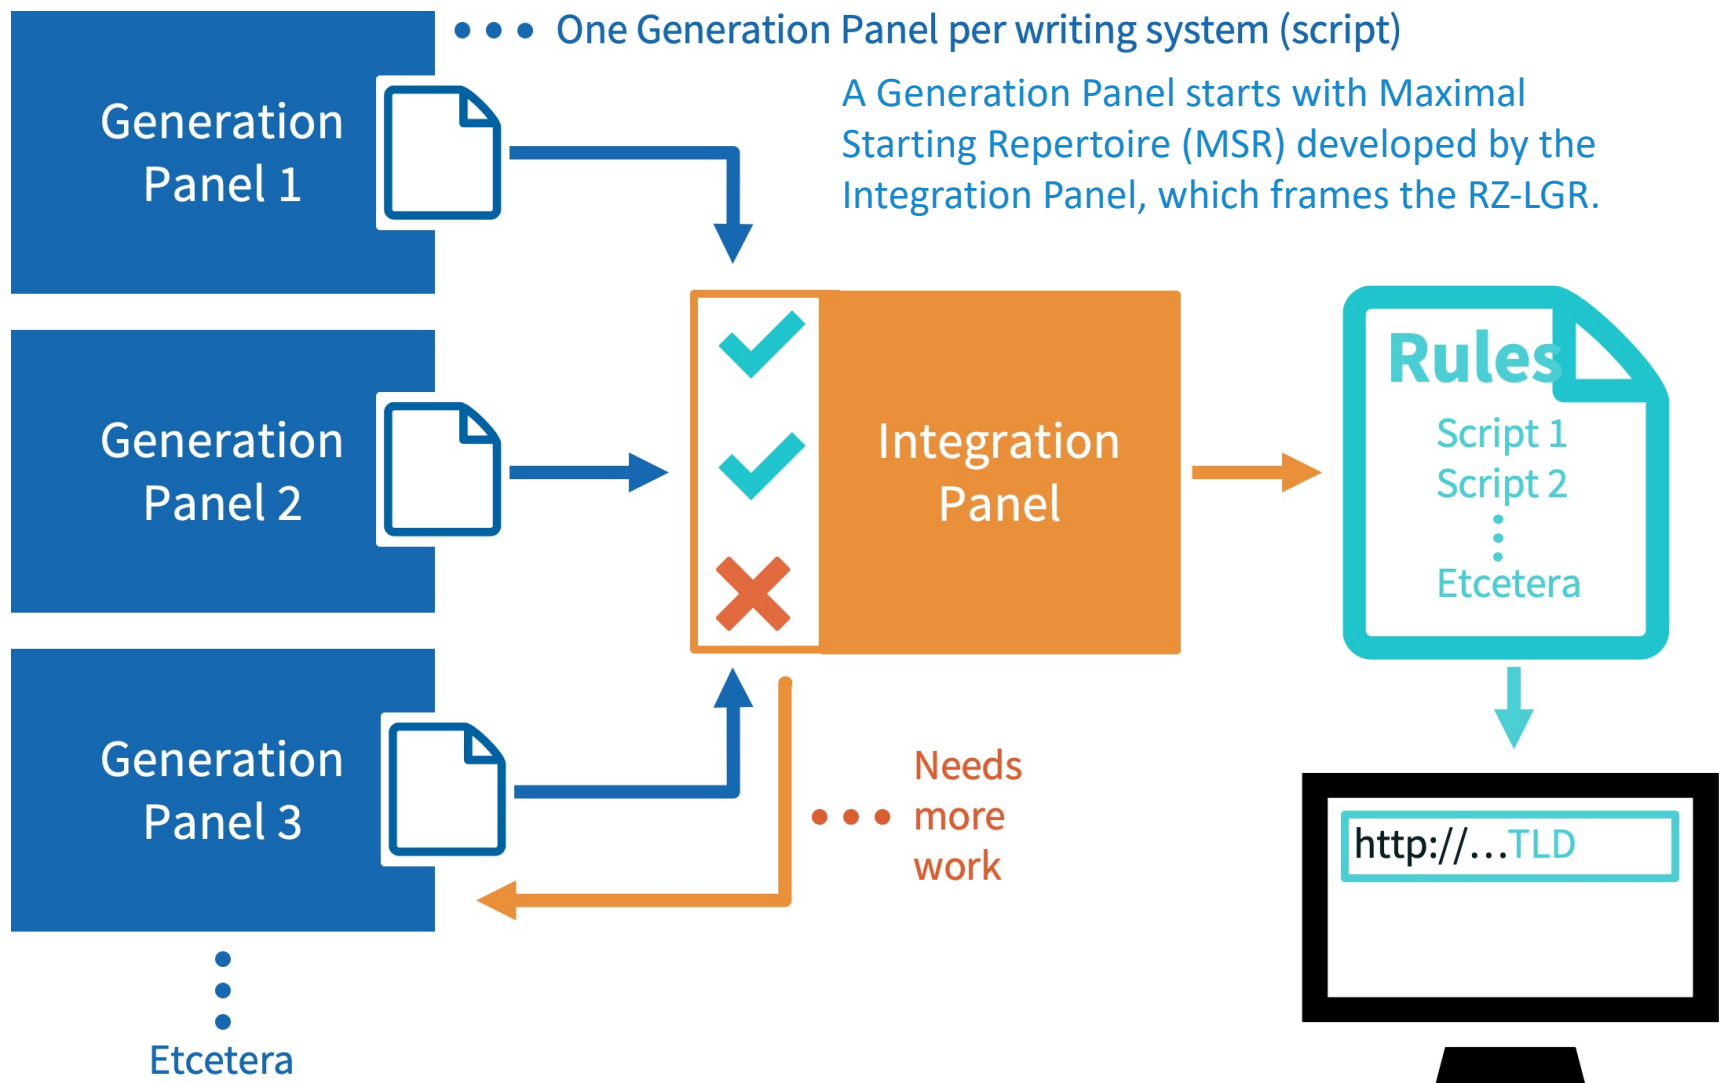 One Generation Panel per writing system (script)
A Generation Panel starts with Maximal
Starting Repertoire (MSR) developed by the
Integration Panel, which frames the RZ-LGR.
Generation
Panel 1
Generation
Panel 2
Generation
Panel 3
Etcetera
Integration
Panel
Needs
more
work
Rules
Script 1
Script 2
Etcetera
http://...TLD